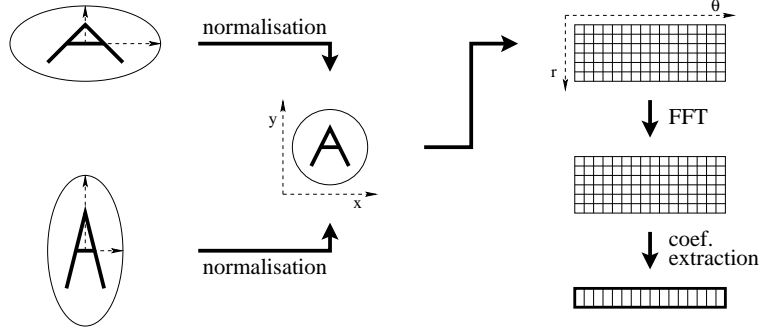 A
normalisation
θ
r
FFT
y
A
x
A
normalisation
coef.
extraction